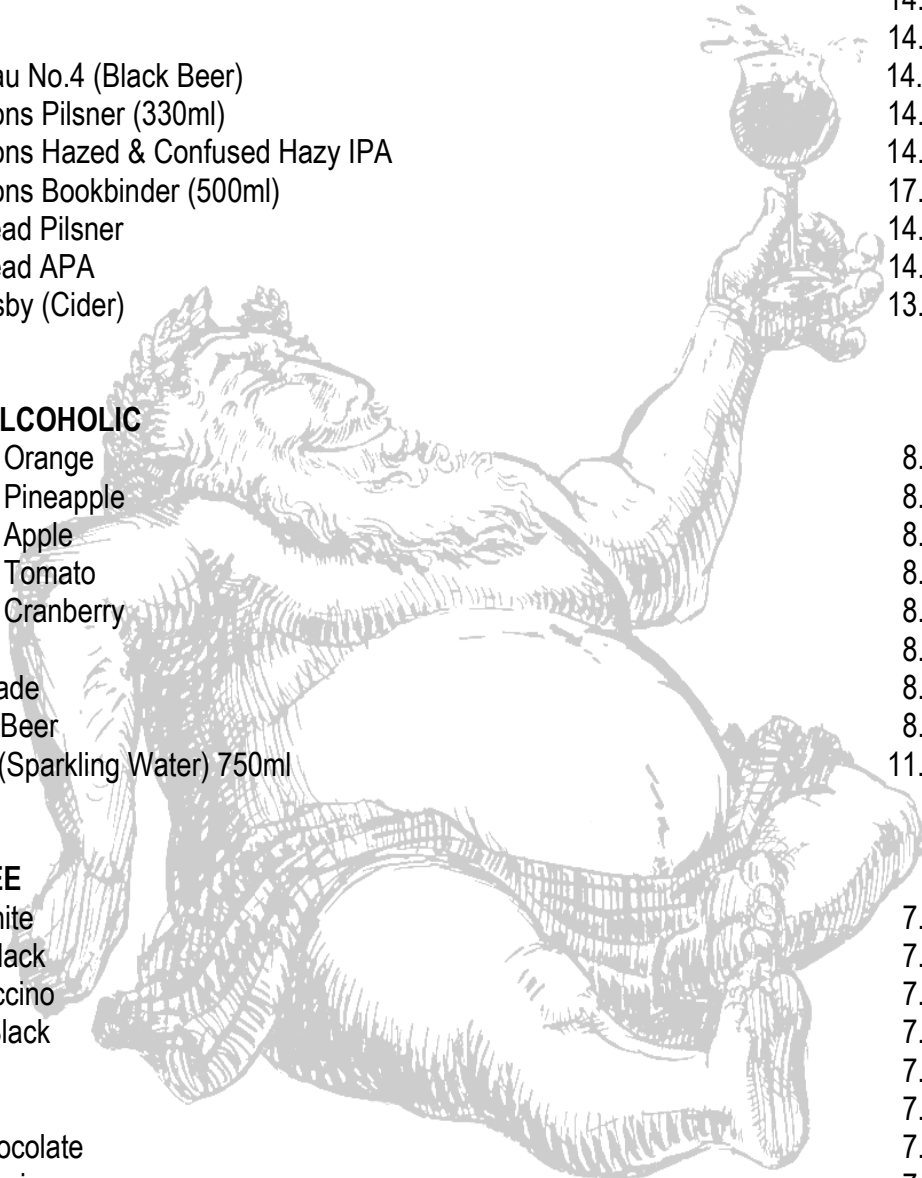 14.
14.
au No.4 (Black Beer) 14.
ons Pilsner (330ml) 14.
ons Hazed & Confused Hazy IPA 14.
ons Bookbinder (500ml) 17.
ead Pilsner 14.
ead APA 14.
sby (Cider) 13.
LCOHOLIC
Orange 8.
Pineapple 8.
Apple 8.
Tomato 8.
Cranberry 8.
8.
ade 8.
Beer 8.
(Sparkling Water) 750ml 11.
EE
nite 7.
lack 7.
ccino 7.
Black 7.
7.
7.
ocolate 7.